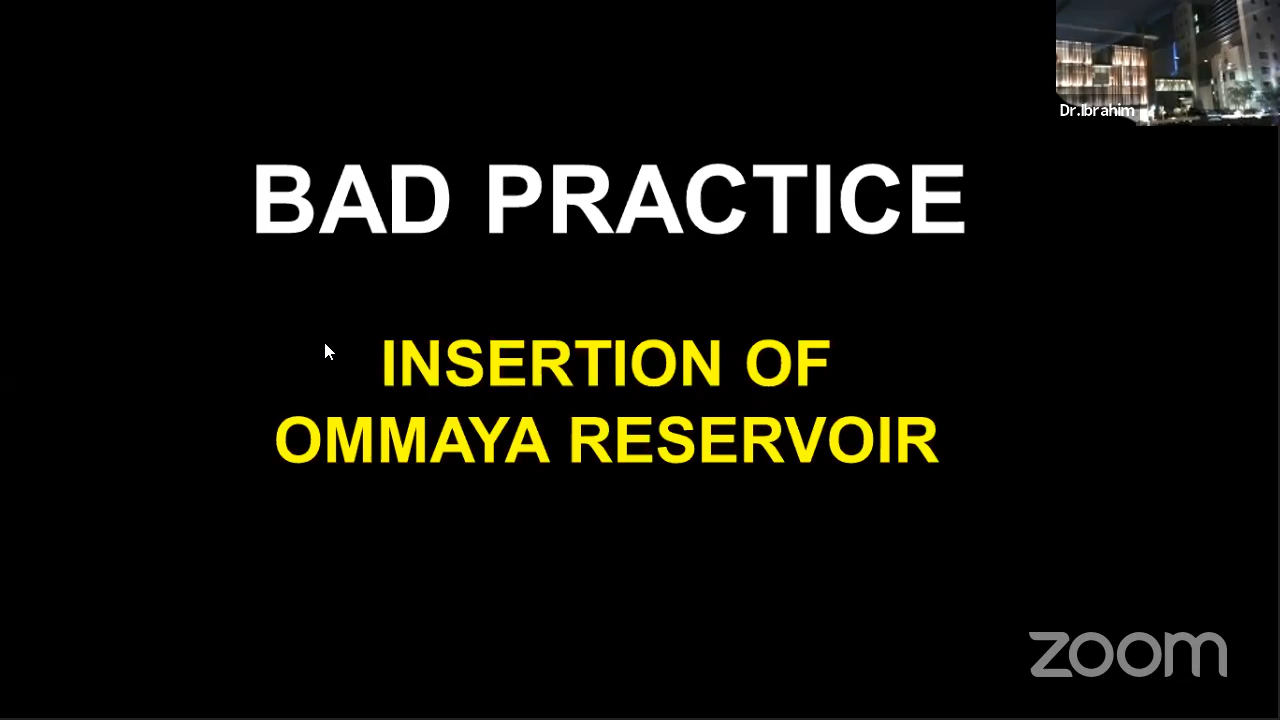 Dr.Ibrahim
BAD PRACTICE
INSERTION OF
OMMAYA RESERVOIR
zoom